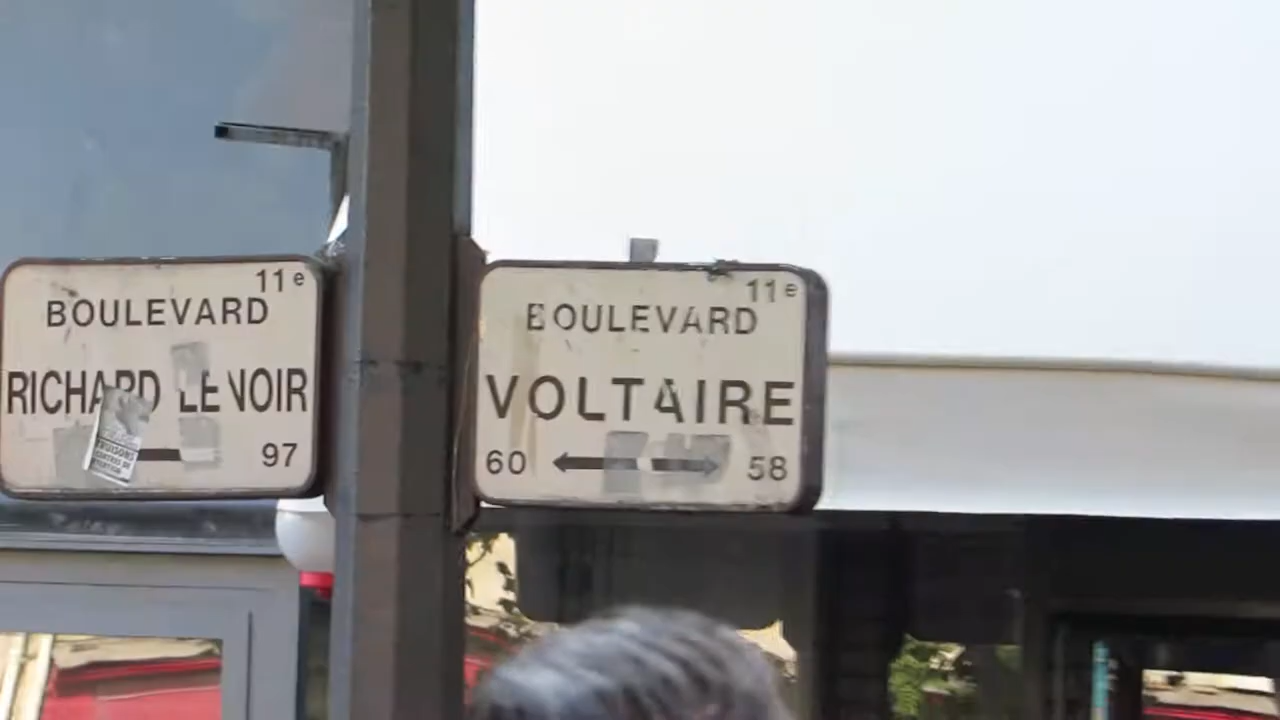 11e
BOULEVARD
RICHARD LENOIR
97
11e
BOULEVARD
VOLTAIRE
60 58